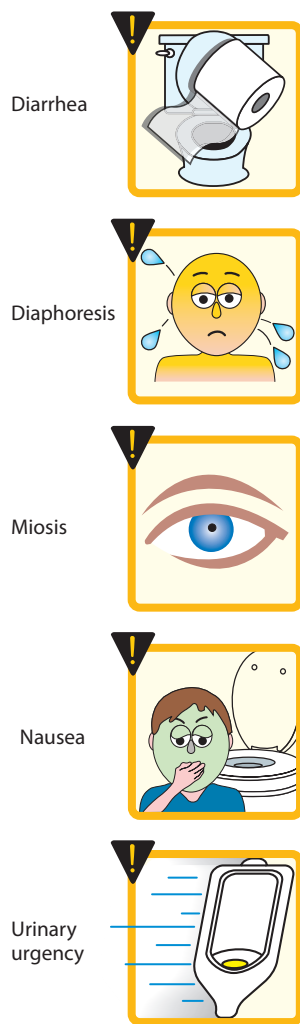 Diarrhea
Diaphoresis
Miosis
Nausea
Urinary
urgency